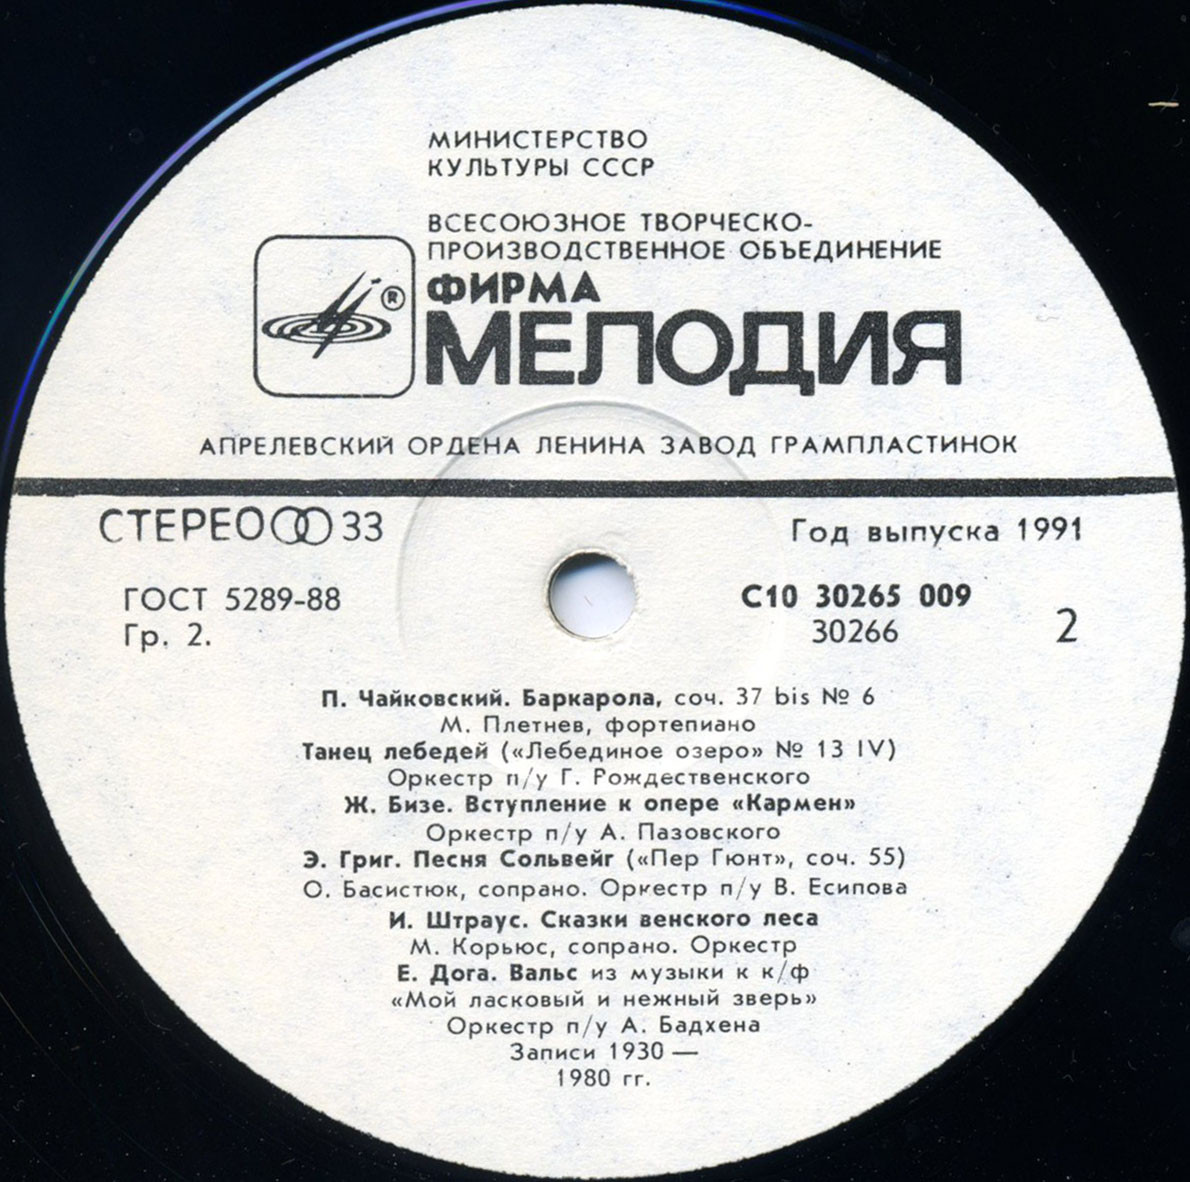 МИНИСТЕРСТВО
КУЛЬТУРЫ СССР
ВСЕСОЮЗНОЕ ТВОРЧЕСКО-
ПРОИЗВОДСТВЕННОЕ ОБЪЕДИНЕНИЕ
ФИРМА
®
МЕЛОДИЯ
АПРЕЛЕВСКИЙ ОРДЕНА ЛЕНИНА ЗАВОД ГРАМПЛАСТИНОК
СТЕРЕО 33
Год выпуска 1991
ГОСТ 5289-88
С10 30265 009
Гр. 2.
30266
2
П. Чайковский. Баркарола, соч. 37 bis № 6
М. Плетнев, фортепиано
Танец лебедей («Лебединое озеро» № 13 IV)
Оркестр п/у Г. Рождественского
Ж. Бизе. Вступление к опере «Кармен»
Оркестр п/у А. Пазовского
Э. Григ. Песня Сольвейг («Пер Гюнт», соч. 55)
О. Басистюк, сопрано. Оркестр п/у В. Есипова
И. Штраус. Сказки венского леса
М. Корьюс, сопрано. Оркестр
Е. Дога. Вальс из музыки к к/ф
«Мой ласковый и нежный зверь»
Оркестр п/у А. Бадхена
Записи 1930 —
1980 гг.